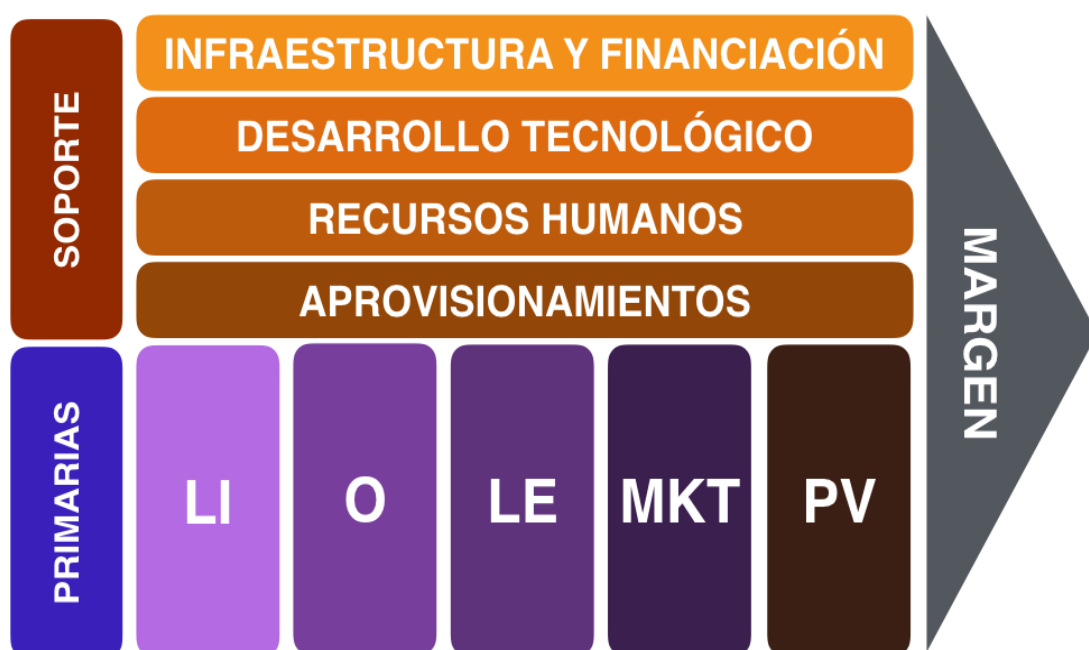 SOPORTE
INFRAESTRUCTURA Y FINANCIACIÓN
DESARROLLO TECNOLÓGICO
RECURSOS HUMANOS
APROVISIONAMIENTOS
PRIMARIAS
LI
O
LE
MKT
PV
MARGEN